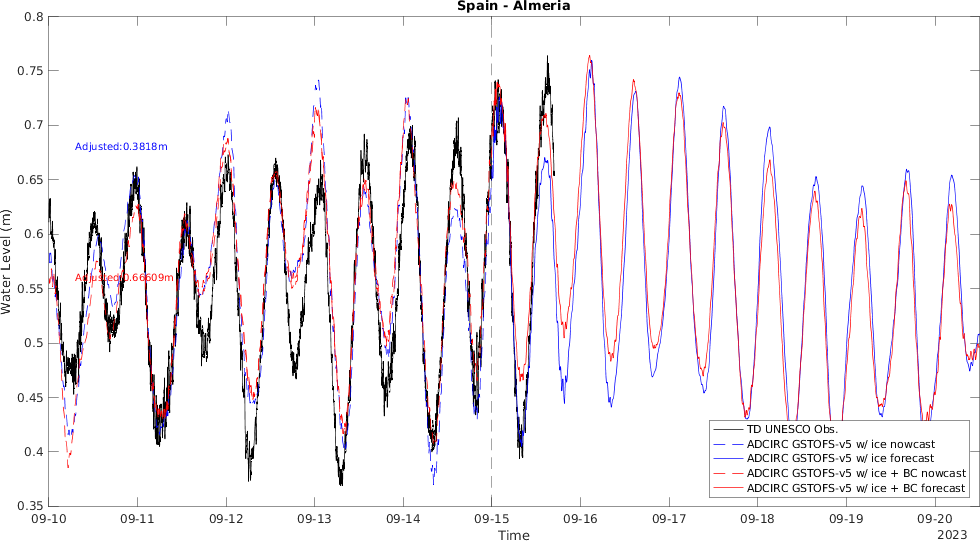 Spain - Almeria
0.8
0.75
0.7
0.65
0.6
0.55
0.5
0.45
0.4
0.35
Water Level (m)
Adjusted:0.3818m
Adjusted:0.66609m
TD UNESCO Obs.
ADCIRC GSTOFS-v5 w/ ice nowcast
ADCIRC GSTOFS-v5 w/ ice forecast
ADCIRC GSTOFS-v5 w/ ice + BC nowcast
ADCIRC GSTOFS-v5 w/ ice + BC forecast
09-10 09-11 09-12 09-13 09-14 09-15 09-16 09-17 09-18 09-19 09-20
Time
2023